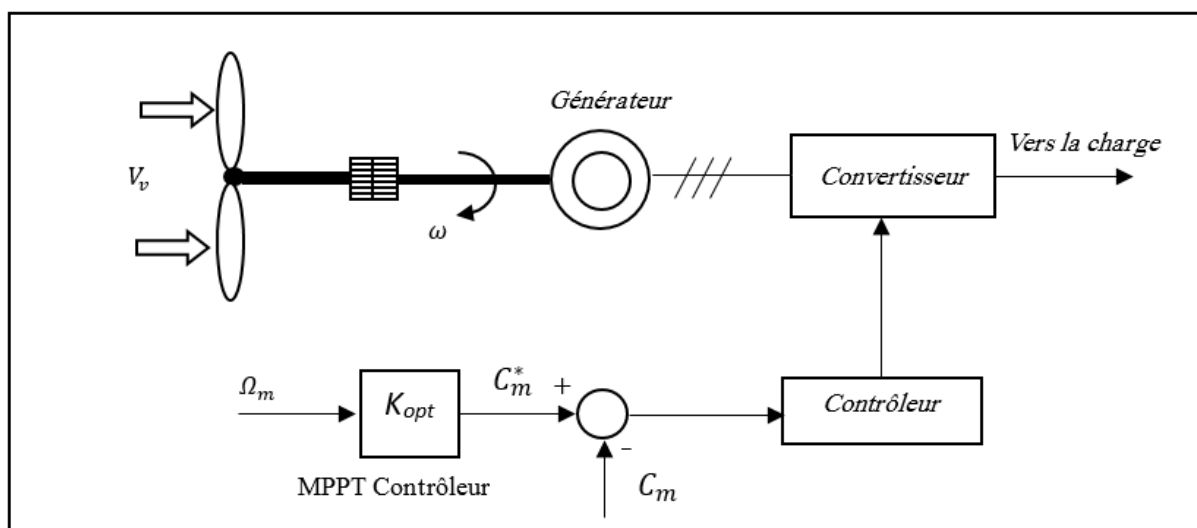 Générateur
Vers la charge
V_v
Convertisseur
ω
Ω_m
K_opt
C_m^*
+
Contrôleur
-
MPPT Contrôleur
C_m